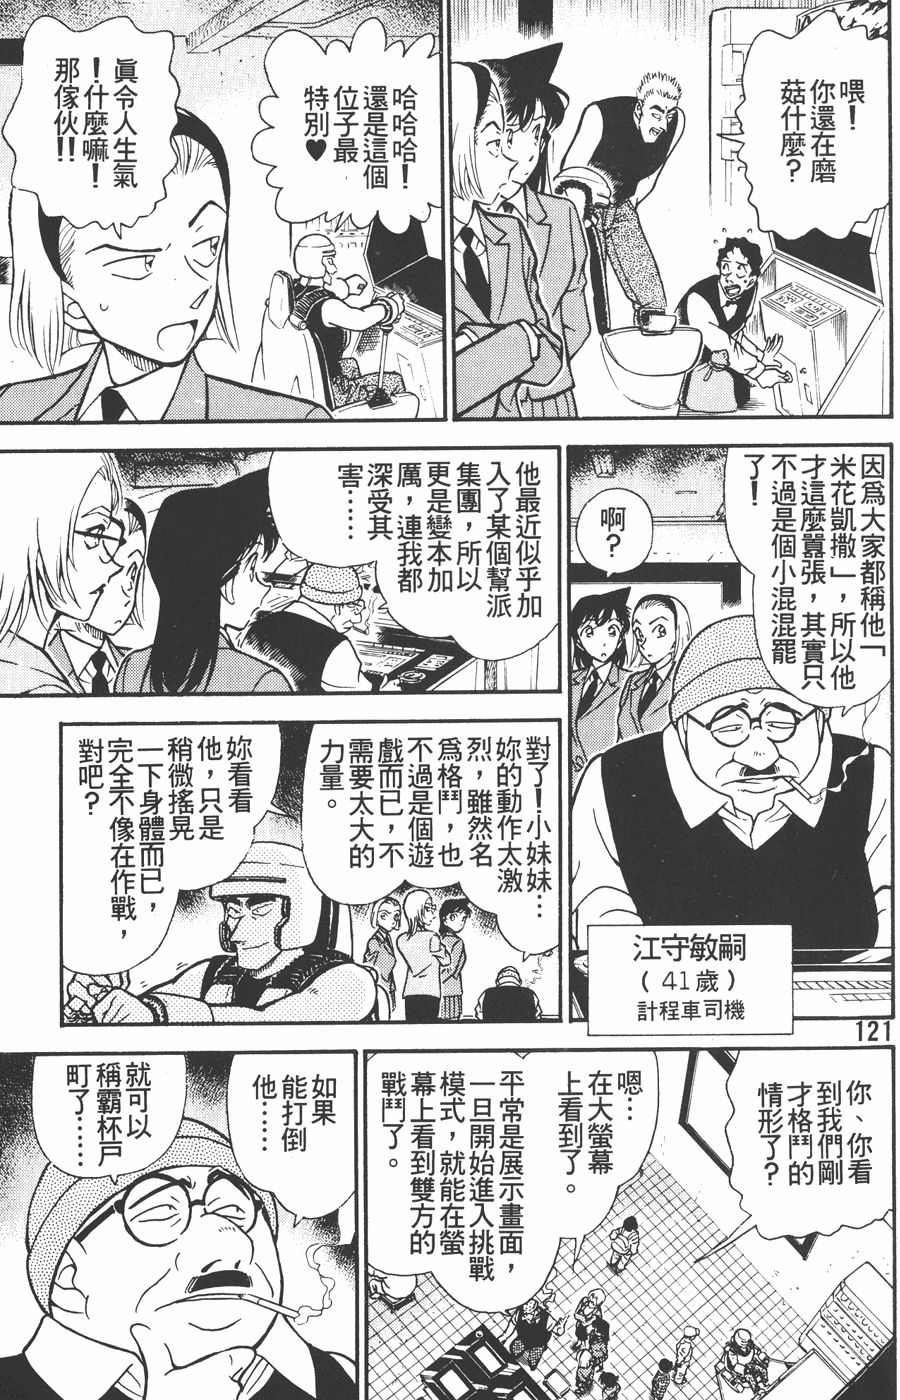 喂！
你還在磨
菇什麼？
哈哈哈！
還是這個
位子最
特別♥
眞令人生氣
！什麼嘛！
那傢伙!!
因爲大家都稱他「
米花凱撒」，所以他
才這麼囂張，其實只
不過是個小混混罷
了！
啊？
江守敏嗣
（41歲）
計程車司機
他最近似乎加
入了某個幫派
集團，所以
更是變本加
厲，連我都
深受其
害……
對了！小妹妹…
妳的動作太激
烈，雖然名
爲格鬥，也
不過是個遊
戲而已，不
需要太大的
力量。
妳看看
他，只是
稍微搖晃
一下身體而已，
完全不像在作戰，
對吧？
121
你、你看
到我們剛
才格鬥的
情形了？
嗯…
在大螢幕
上看到了。
平常是展示畫面，
一旦開始進入挑戰
模式，就能在螢
幕上看到雙方的
戰鬥了。
如果
能打倒
他……
就可以
稱霸杯戶
町了……